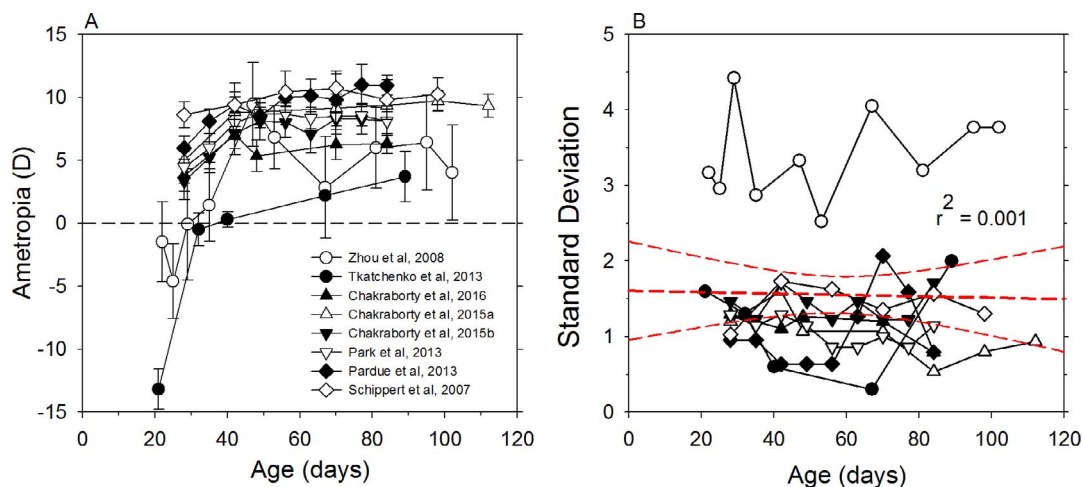 A
Ametropia (D)
15
10
5
0
-5
-10
-15
Zhou et al, 2008
Tkatchenko et al, 2013
Chakraborty et al, 2016
Chakraborty et al, 2015a
Chakraborty et al, 2015b
Park et al, 2013
Pardue et al, 2013
Schippert et al, 2007
0 20 40 60 80 100 120
Age (days)
B
Standard Deviation
5
4
3
2
1
0
r² = 0.001
0 20 40 60 80 100 120
Age (days)